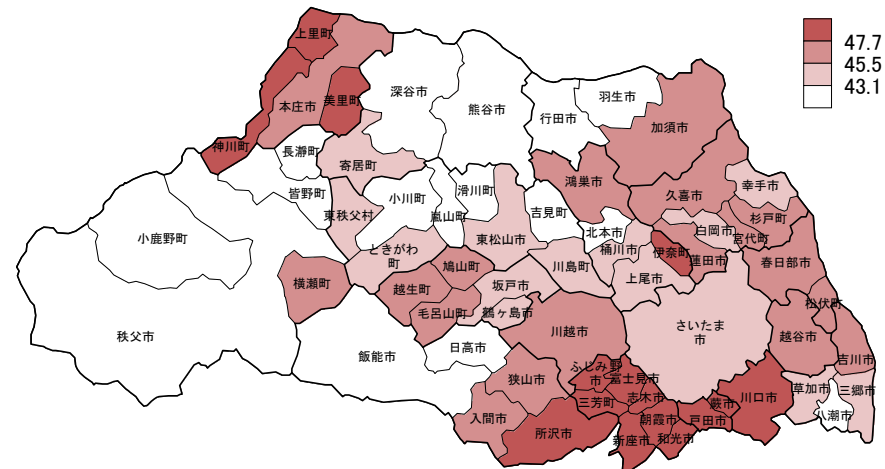 47.7
45.5
43.1
上里町
本庄市
美里町
神川町
深谷市
熊谷市
行田市
羽生市
加須市
長瀞町
寄居町
皆野町
東秩父村
小川町
嵐山町
滑川町
吉見町
鴻巣市
久喜市
幸手市
杉戸町
白岡市
宮代町
北本市
桶川市
伊奈町
蓮田市
春日部市
小鹿野町
ときがわ
町
東松山市
川島町
上尾市
鳩山町
横瀬町
越生町
毛呂山町
坂戸市
鶴ヶ島市
川越市
さいたま
市
松伏町
越谷市
吉川市
秩父市
飯能市
日高市
狭山市
ふじみ野
市
富士見市
志木市
三芳町
川口市
草加市
三郷市
八潮市
蕨市
戸田市
朝霞市
和光市
新座市
入間市
所沢市